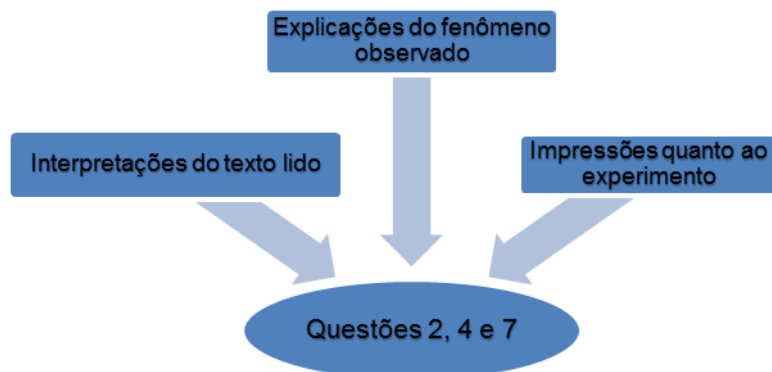 Explicações do fenômeno
observado
Interpretações do texto lido
Impressões quanto ao
experimento
Questões 2, 4 e 7